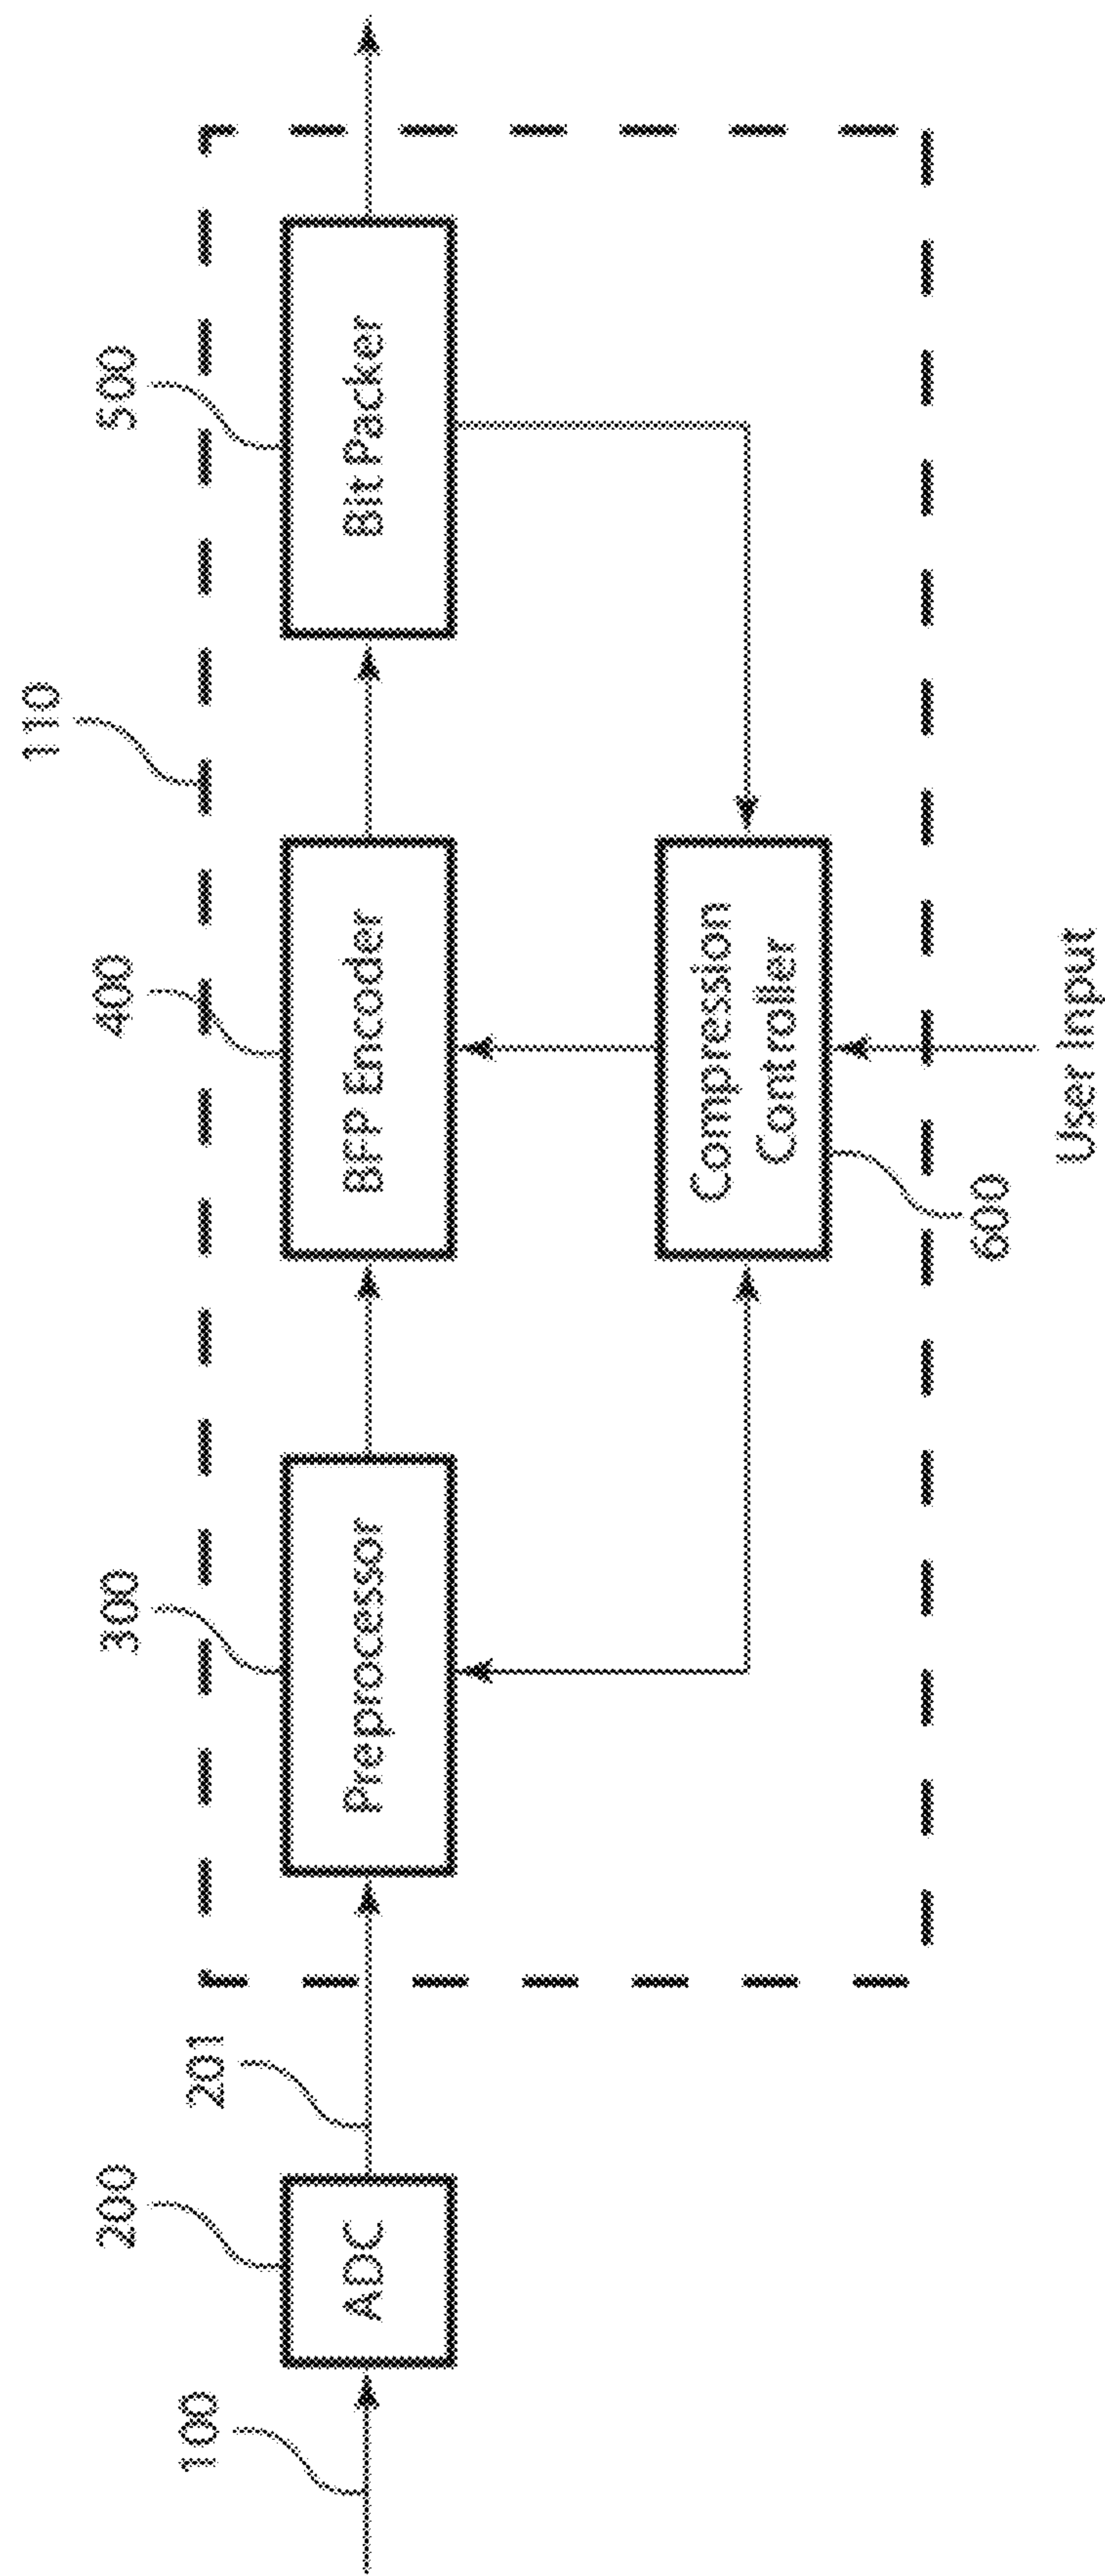 110
500
400
300
201
200
100
Bit Packer
BFP Encoder
Preprocessor
ADC
Compression
Controller
600
User Input